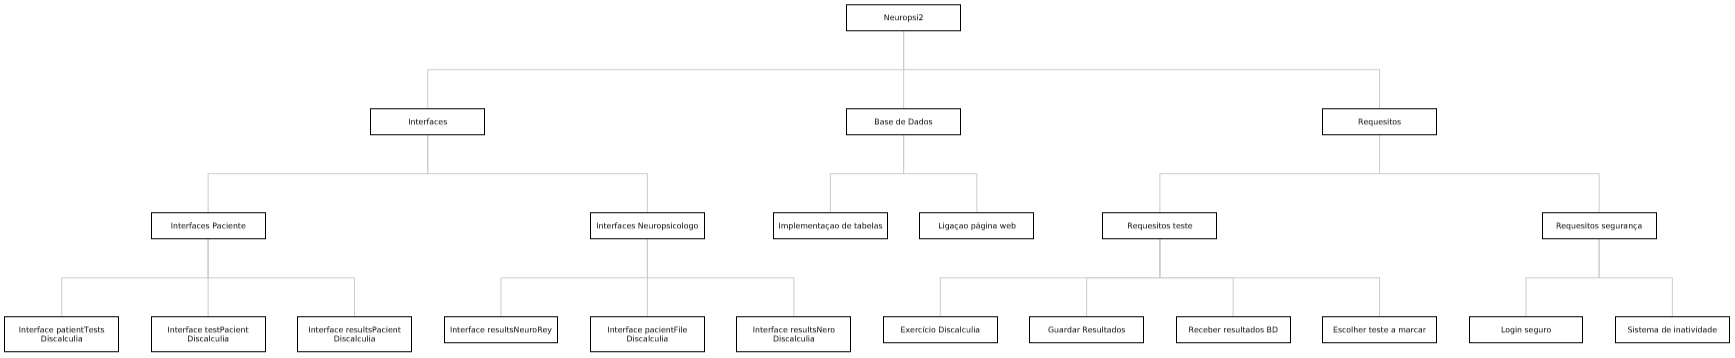 Neuropsi2
Interfaces
Base de Dados
Requesitos
Interfaces Paciente
Interfaces Neuropsicologo
Implementaçao de tabelas
Ligaçao página web
Requesitos teste
Requesitos segurança
Interface patientTests
Discalculia
Interface testPacient
Discalculia
Interface resultsPacient
Discalculia
Interface resultsNeuroRey
Interface pacientFile
Discalculia
Interface resultsNero
Discalculia
Exercício Discalculia
Guardar Resultados
Receber resultados BD
Escolher teste a marcar
Login seguro
Sistema de inatividade